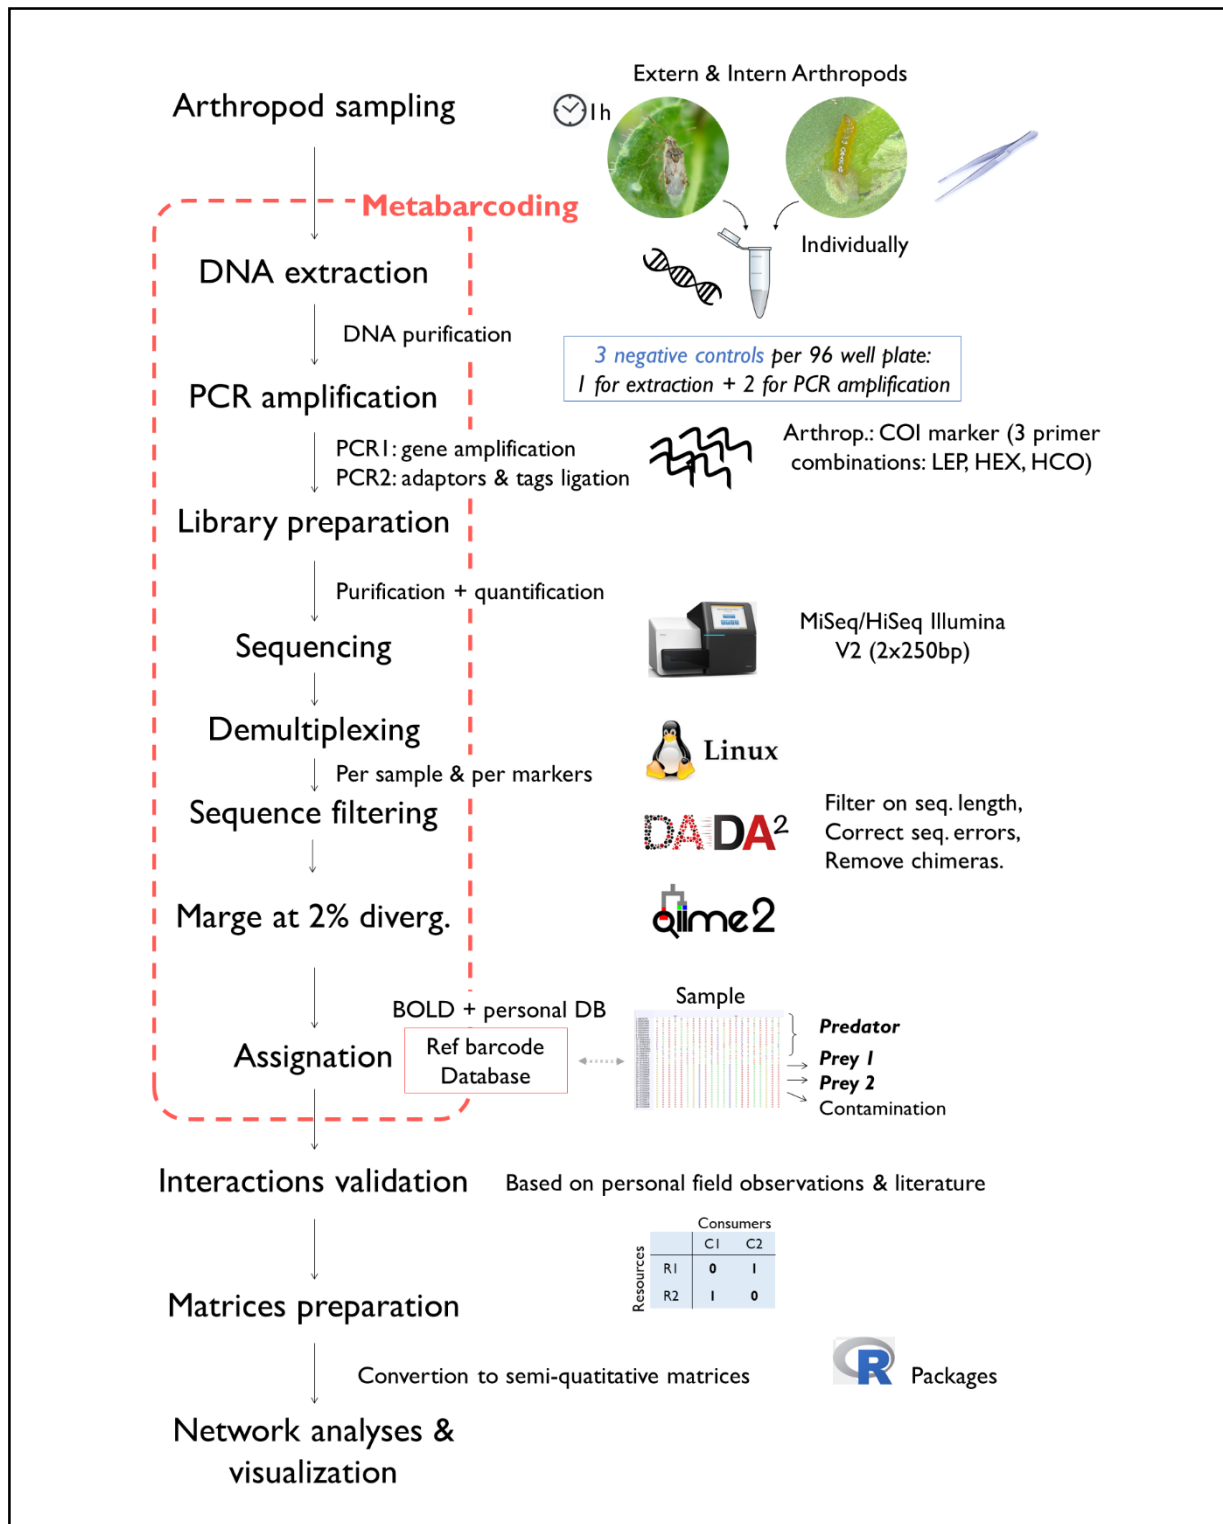 Extern & Intern Arthropods
Arthropod sampling
1h
Metabarcoding
Individually
DNA extraction
DNA purification
3 negative controls per 96 well plate:
1 for extraction + 2 for PCR amplification
PCR amplification
PCR1: gene amplification
PCR2: adaptors & tags ligation
Arthrop.: COI marker (3 primer
combinations: LEP, HEX, HCO)
Library preparation
Purification + quantification
Sequencing
MiSeq/HiSeq Illumina
V2 (2x250bp)
Demultiplexing
Linux
Per sample & per markers
Sequence filtering
DADA2
Filter on seq. length,
Correct seq. errors,
Remove chimeras.
Marge at 2% diverg.
qiime2
BOLD + personal DB
Sample
Assignation
Ref barcode
Database
Predator
Prey 1
Prey 2
Contamination
Interactions validation
Based on personal field observations & literature
Consumers
Resources
C1 C2
R1 0 1
R2 1 0
Matrices preparation
Convertion to semi-quatitative matrices
R
Packages
Network analyses &
visualization